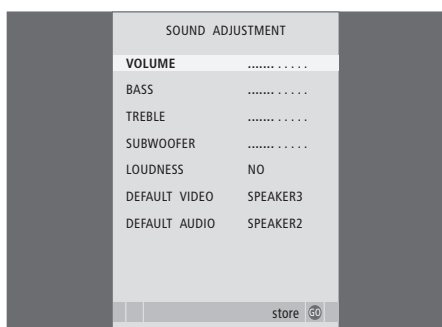 SOUND ADJUSTMENT
VOLUME ............
BASS ............
TREBLE ............
SUBWOOFER ............
LOUDNESS NO
DEFAULT VIDEO SPEAKER3
DEFAULT AUDIO SPEAKER2
store GO